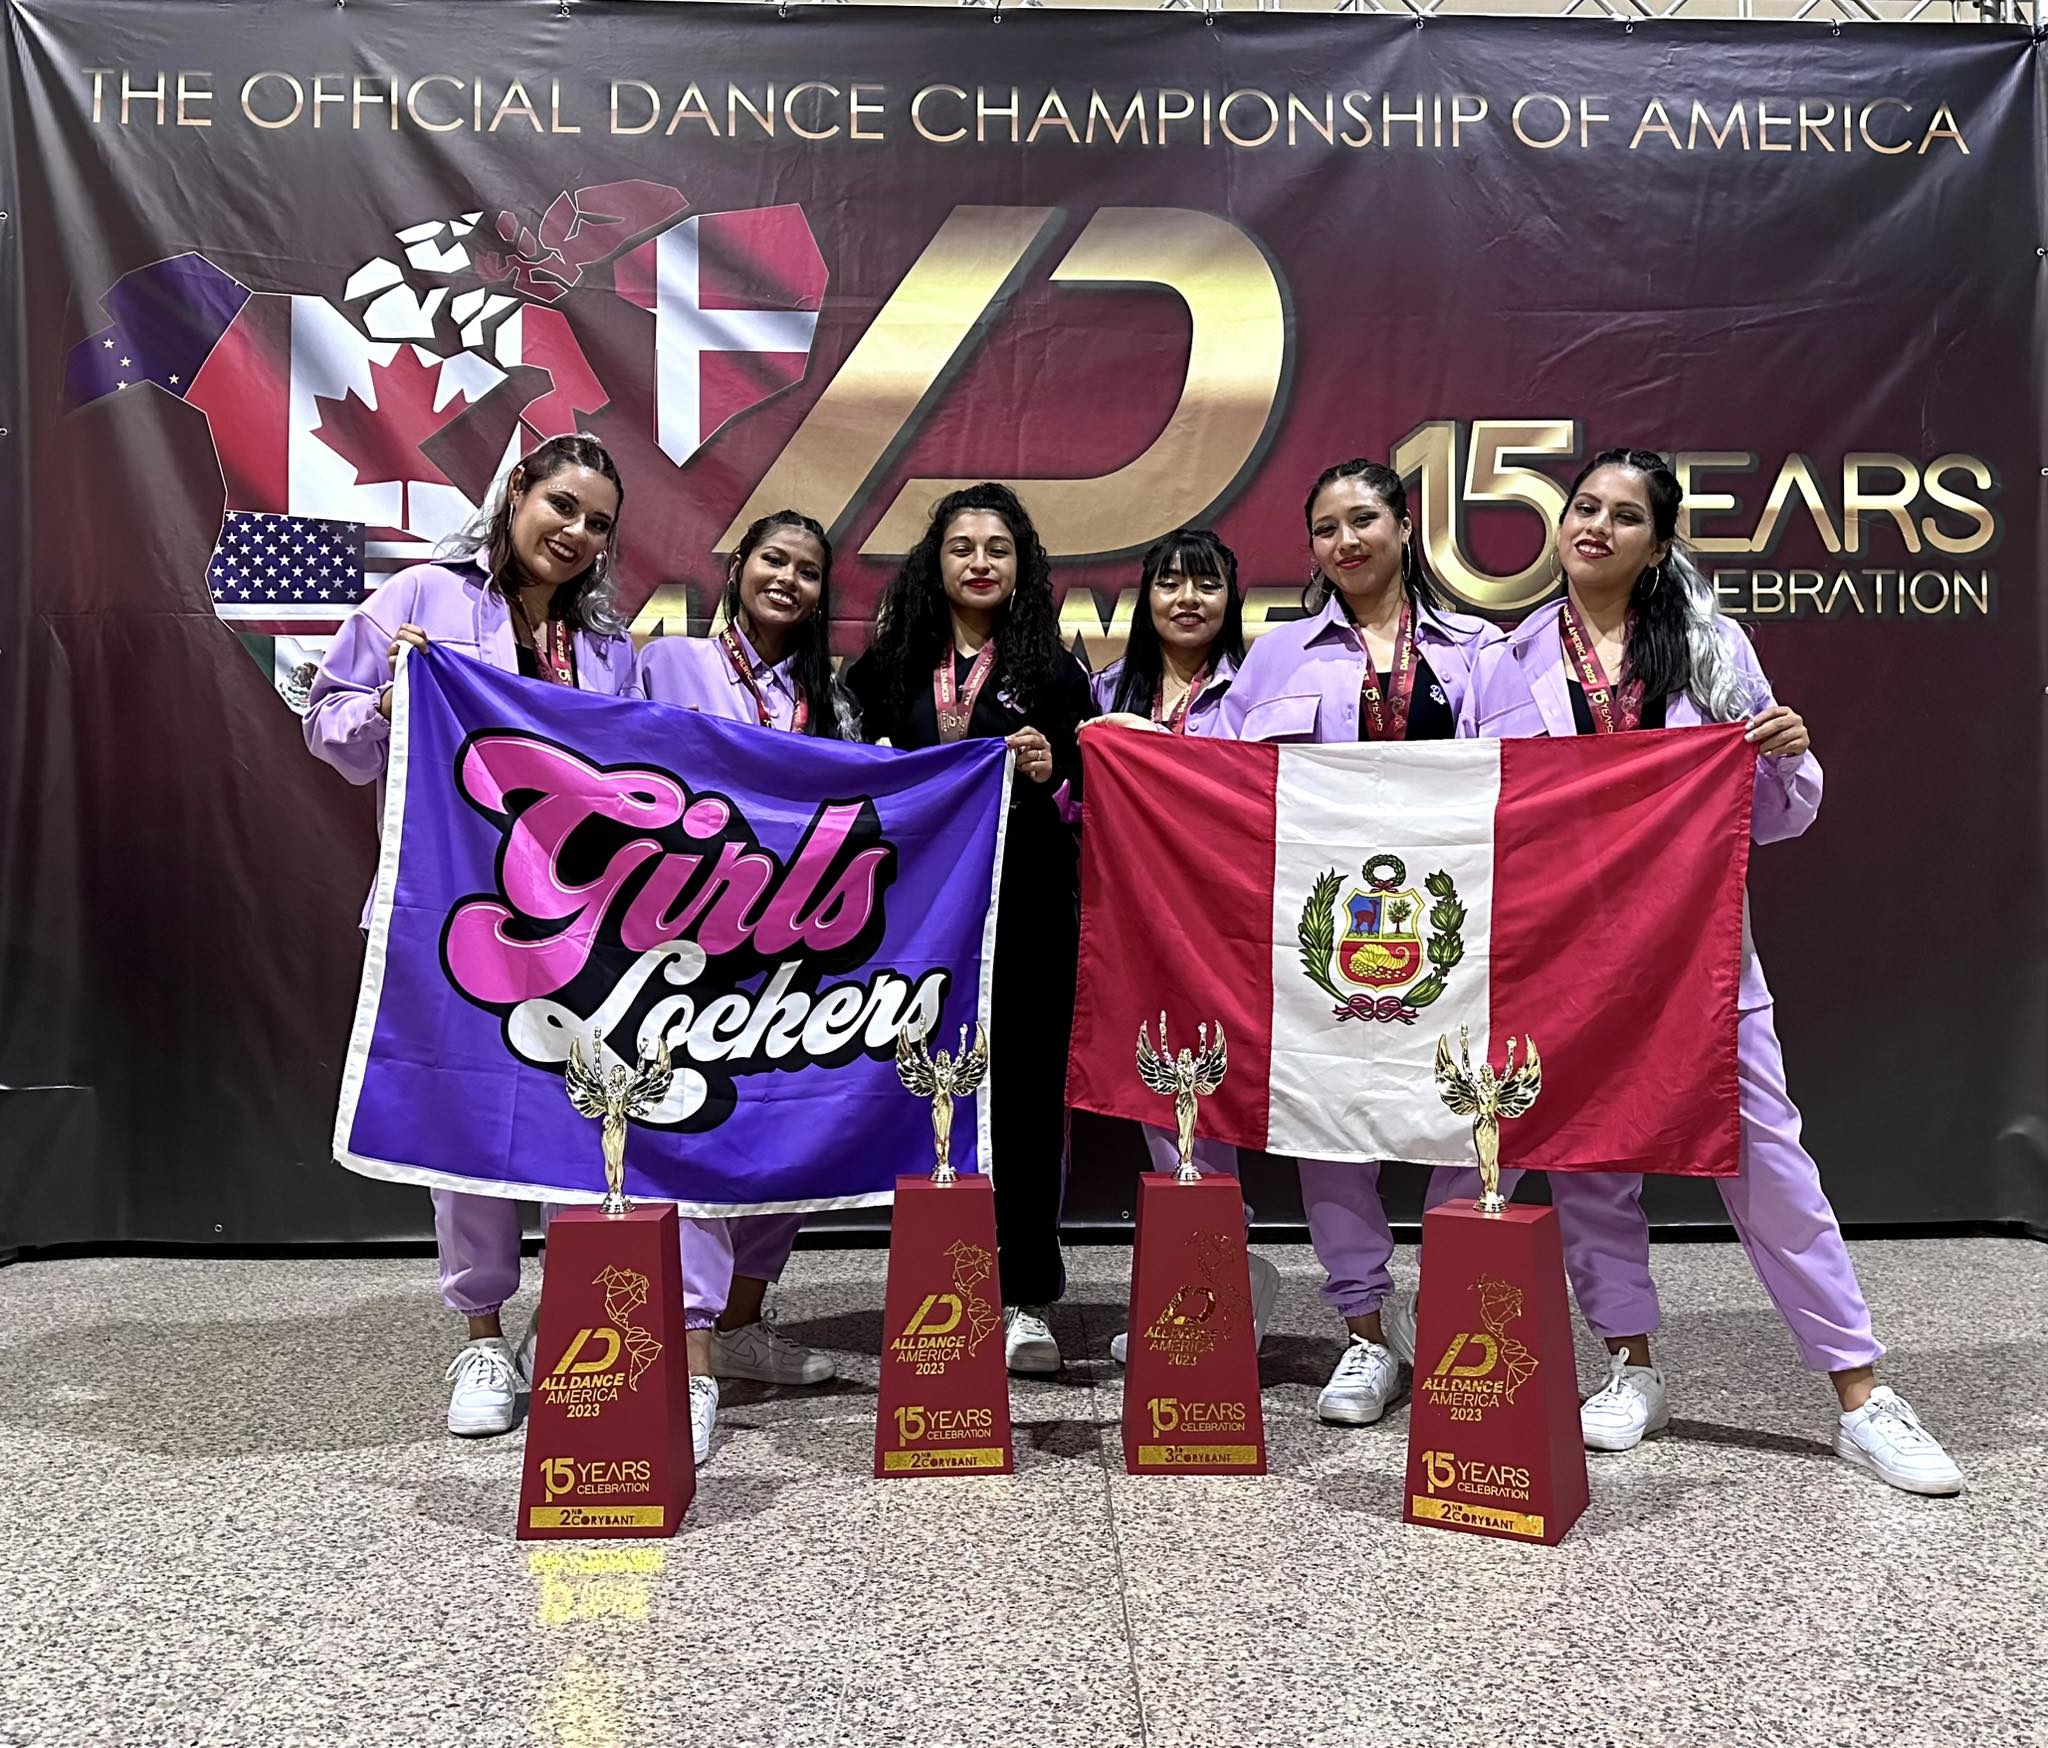 THE OFFICIAL DANCE CHAMPIONSHIP OF AMERICA
15 YEARS
CELEBRATION
Girls
Lockers
ALL DANCE
AMERICA
2023
15 YEARS
CELEBRATION
2ND CORYBANT
ALL DANCE
AMERICA
2023
15 YEARS
CELEBRATION
2ND CORYBANT
ALL DANCE
AMERICA
2023
15 YEARS
CELEBRATION
3RD CORYBANT
ALL DANCE
AMERICA
2023
15 YEARS
CELEBRATION
2ND CORYBANT